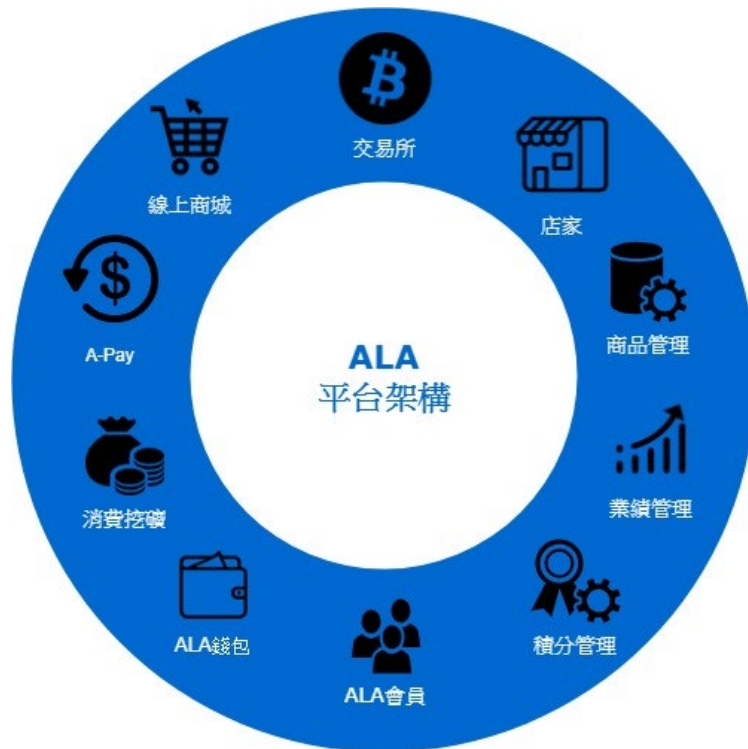 交易所
店家
商品管理
業績管理
積分管理
ALA會員
ALA錢包
消費挖礦
A-Pay
線上商城
ALA
平台架構